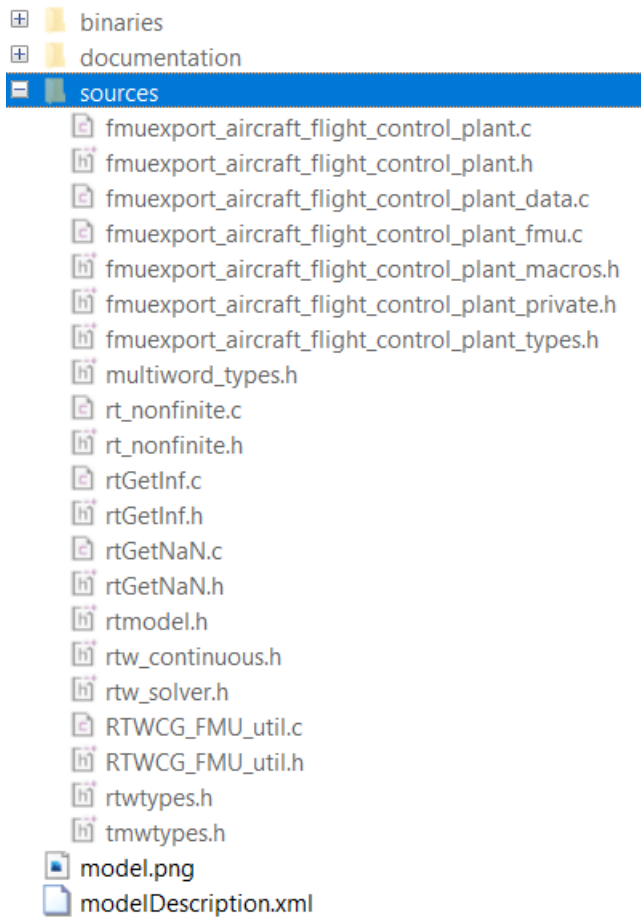 binaries
documentation
sources
fmuexport_aircraft_flight_control_plant.c
fmuexport_aircraft_flight_control_plant.h
fmuexport_aircraft_flight_control_plant_data.c
fmuexport_aircraft_flight_control_plant_fmu.c
fmuexport_aircraft_flight_control_plant_macros.h
fmuexport_aircraft_flight_control_plant_private.h
fmuexport_aircraft_flight_control_plant_types.h
multiword_types.h
rt_nonfinite.c
rt_nonfinite.h
rtGetInf.c
rtGetInf.h
rtGetNaN.c
rtGetNaN.h
rtmodel.h
rtw_continuous.h
rtw_solver.h
RTWCG_FMU_util.c
RTWCG_FMU_util.h
rtwtypes.h
tmwtypes.h
model.png
modelDescription.xml